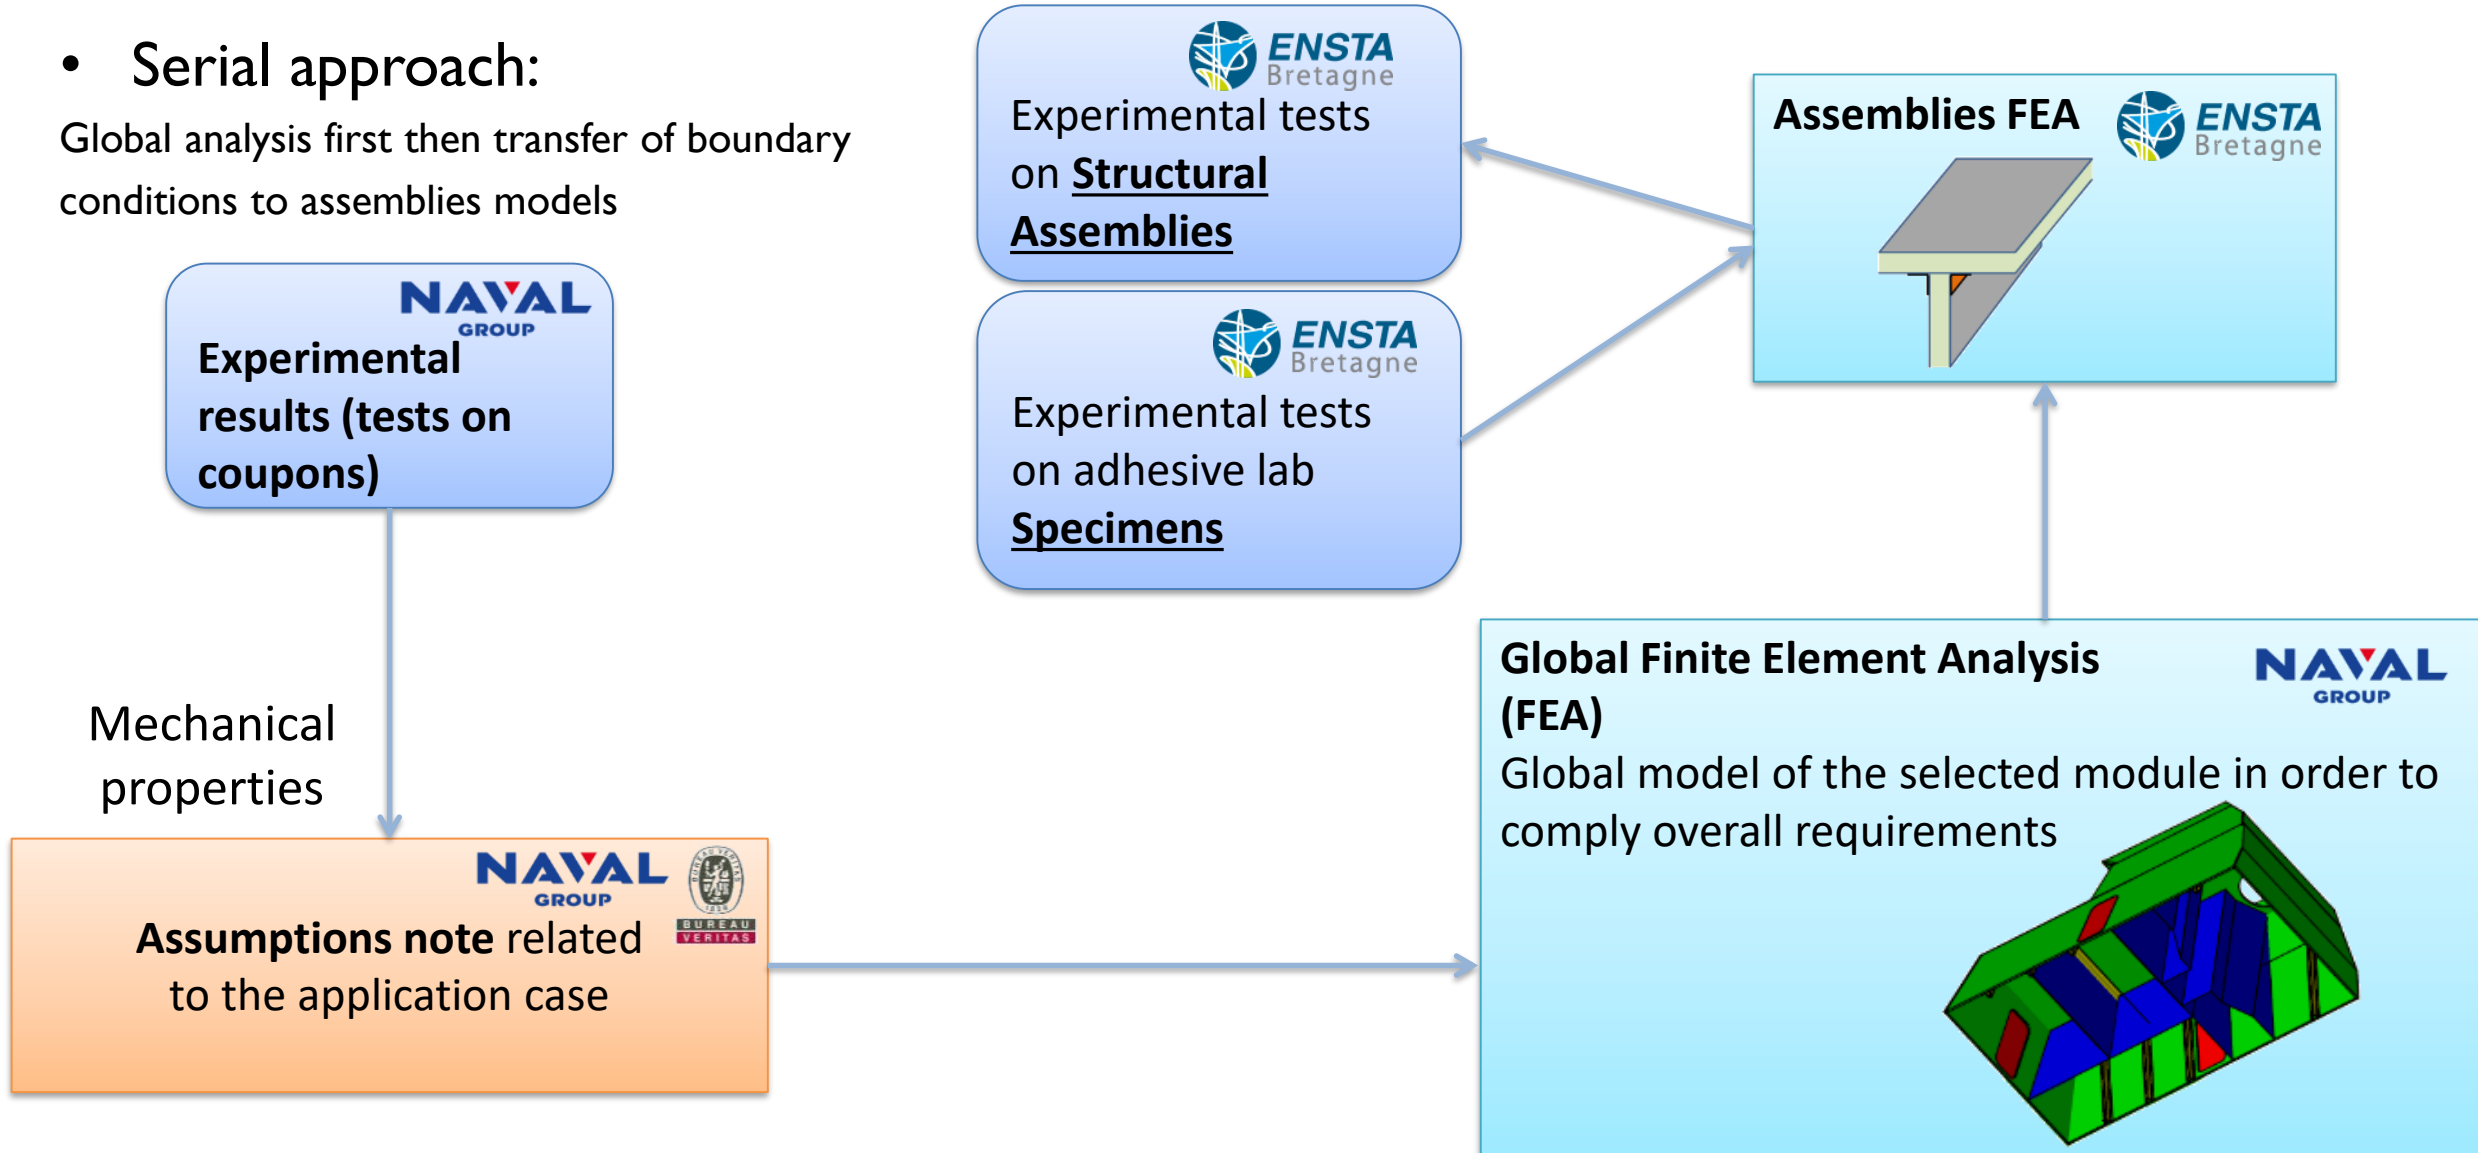 • Serial approach:
Global analysis first then transfer of boundary
conditions to assemblies models
NAVAL
GROUP
Experimental
results (tests on
coupons)
Mechanical
properties
NAVAL
GROUP
BUREAU VERITAS
1828
BUREAU
VERITAS
Assumptions note related
to the application case
ENSTA
Bretagne
Experimental tests
on Structural
Assemblies
ENSTA
Bretagne
Experimental tests
on adhesive lab
Specimens
Assemblies FEA
ENSTA
Bretagne
Global Finite Element Analysis
(FEA)
NAVAL
GROUP
Global model of the selected module in order to
comply overall requirements